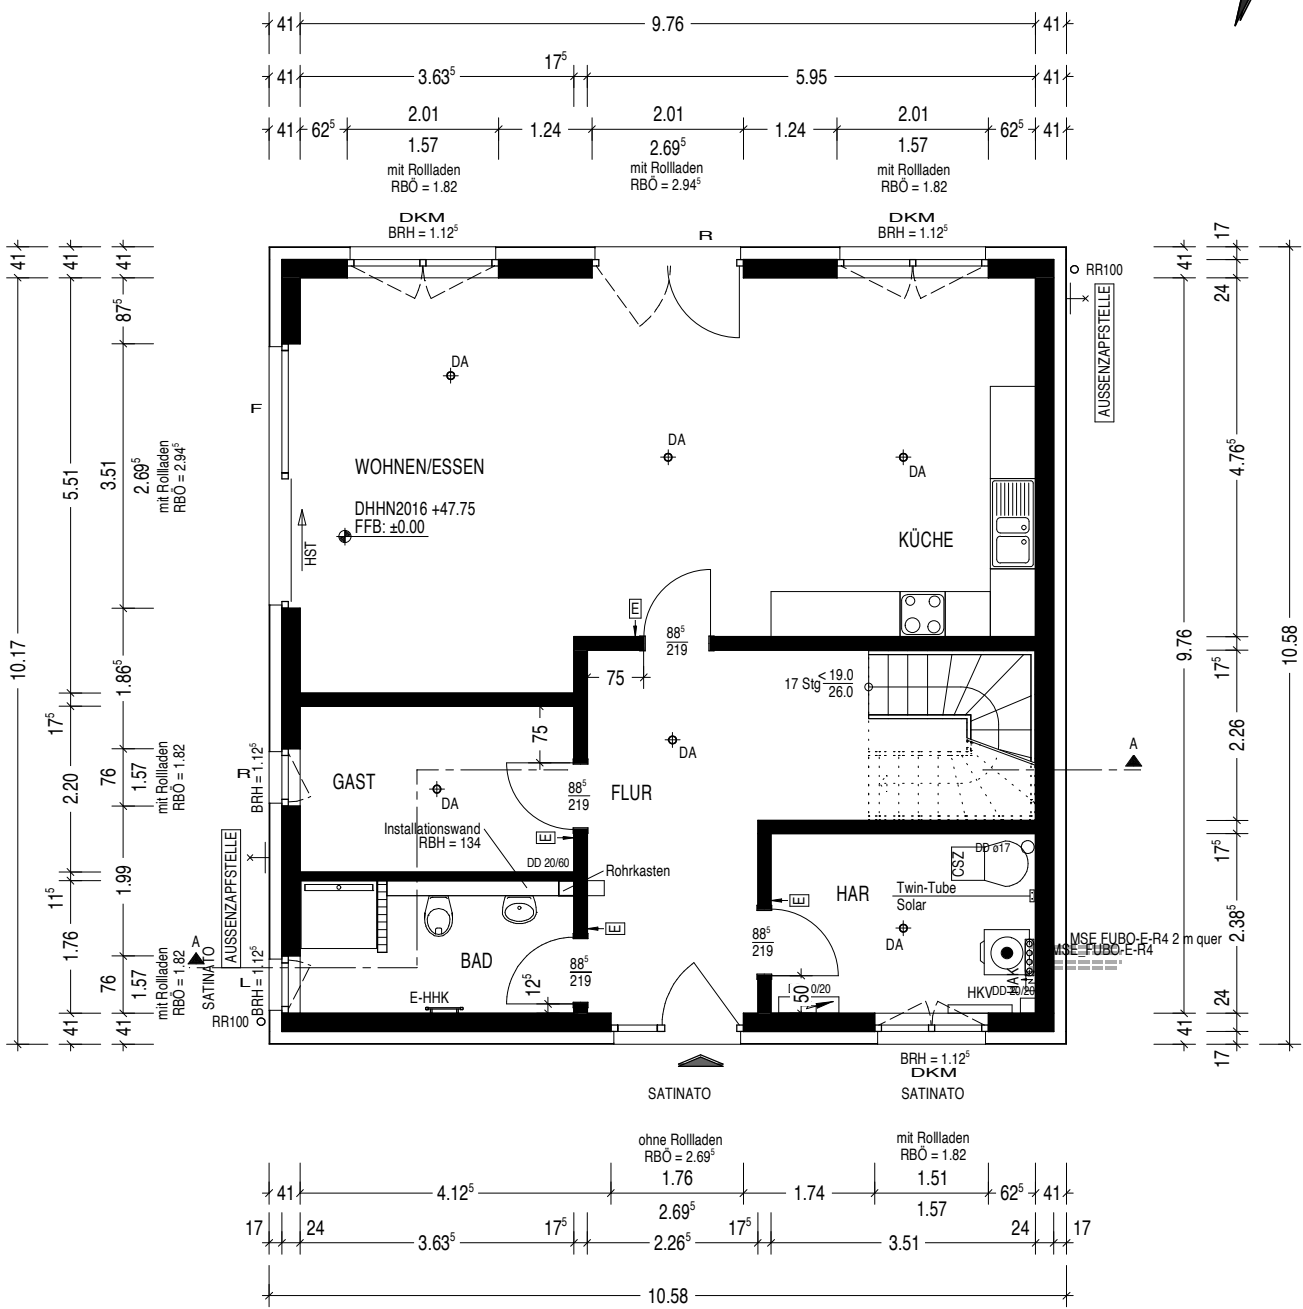 41 9.76 41
17⁵
41 3.63⁵ 5.95 41
2.01 2.01 2.01
41 62⁵ 1.24 1.24 62⁵ 41
1.57 2.69⁵ 1.57
mit Rollladen
RBÖ = 1.82
mit Rollladen
RBÖ = 2.94⁵
mit Rollladen
RBÖ = 1.82
DKM
BRH = 1.12⁵
R
DKM
BRH = 1.12⁵
41 41 41
17
41
24
RR100
AUSSENZAPFSTELLE
87⁵
DA
F
DA
DA
WOHNEN/ESSEN
DHHN2016 +47.75
FFB: ±0.00
HST
KÜCHE
5.51
3.51
2.69⁵
mit Rollladen
RBÖ = 2.94⁵
4.76⁵
E
88⁵
219
75
17 Stg
< 19.0
26.0
10.17
1.86⁵
9.76
10.58
17⁵
17⁵
2.26
75
DA
A
GAST
88⁵
219
FLUR
R
BRH = 1.12⁵
2.20
76
1.57
mit Rollladen
RBÖ = 1.82
DA
Installationswand
RBH = 134
E
DD 20/60
Rohrkasten
AUSSENZAPFSTELLE
11⁵
1.99
17⁵
CSZ
DD ø17
HAR
Twin-Tube
Solar
E
DA
88⁵
219
E
2.38⁵
MSE FUBO-E-R4 2 m quer
MSE_FUBO-E-R4
1.76
76
1.57
mit Rollladen
RBÖ = 1.82
SATINATO
A
L
BRH = 1.12⁵
BAD
88⁵
219
12⁵
E-HHK
50
HKV
DD 20/20
HAK
24
41 41
RR100
41
17
BRH = 1.12⁵
DKM
SATINATO
SATINATO
ohne Rollladen
RBÖ = 2.69⁵
mit Rollladen
RBÖ = 1.82
1.76 1.51
41 4.12⁵ 1.74 62⁵ 41
2.69⁵ 1.57
17 24 17⁵ 17⁵ 24 17
3.63⁵ 2.26⁵ 3.51
10.58